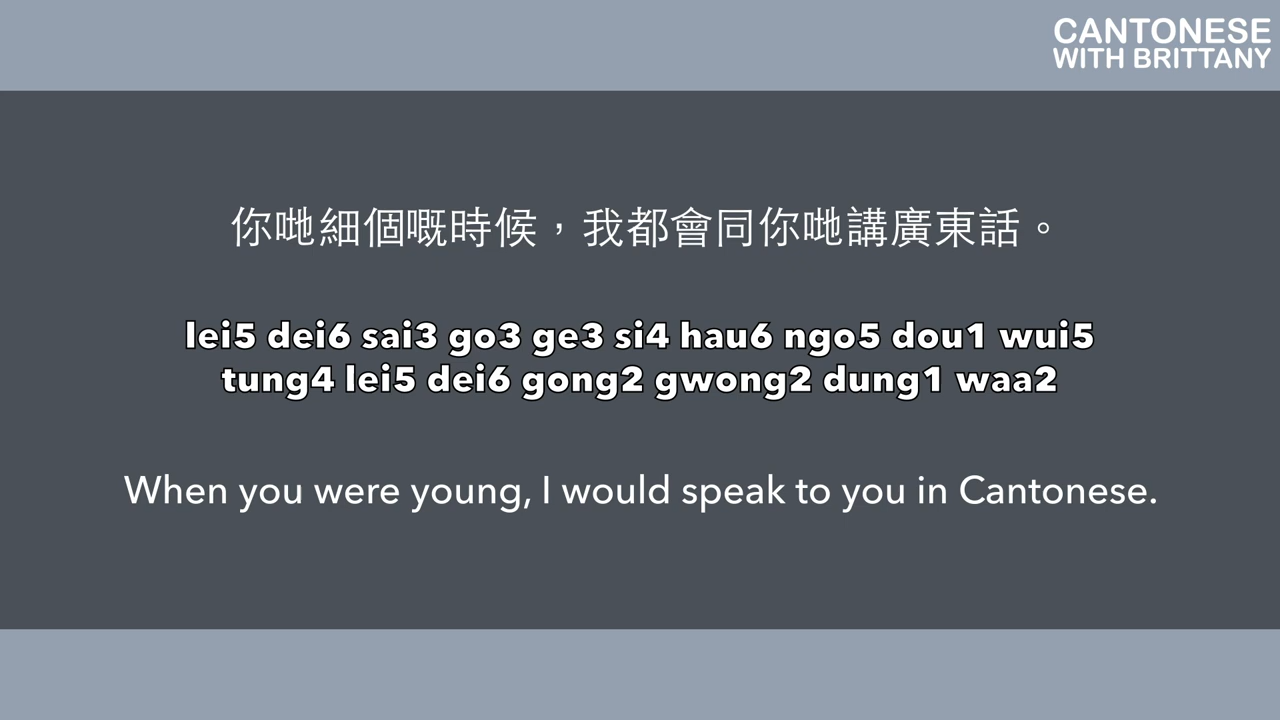 CANTONESE
WITH BRITTANY
你哋細個嘅時候，我都會同你哋講廣東話。
lei5 dei6 sai3 go3 ge3 si4 hau6 ngo5 dou1 wui5
tung4 lei5 dei6 gong2 gwong2 dung1 waa2
When you were young, I would speak to you in Cantonese.